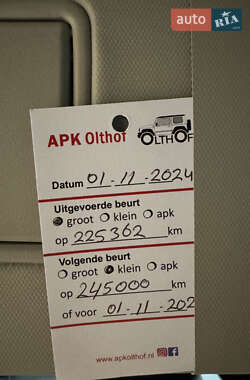 auto RIA
APK Olthof OLTHOF
Datum 01-11-2024
Uitgevoerde beurt
groot klein apk
op 225362 km
Volgende beurt
groot klein apk
op 245000 km
of voor 01-11-202
www.apkolthof.nl